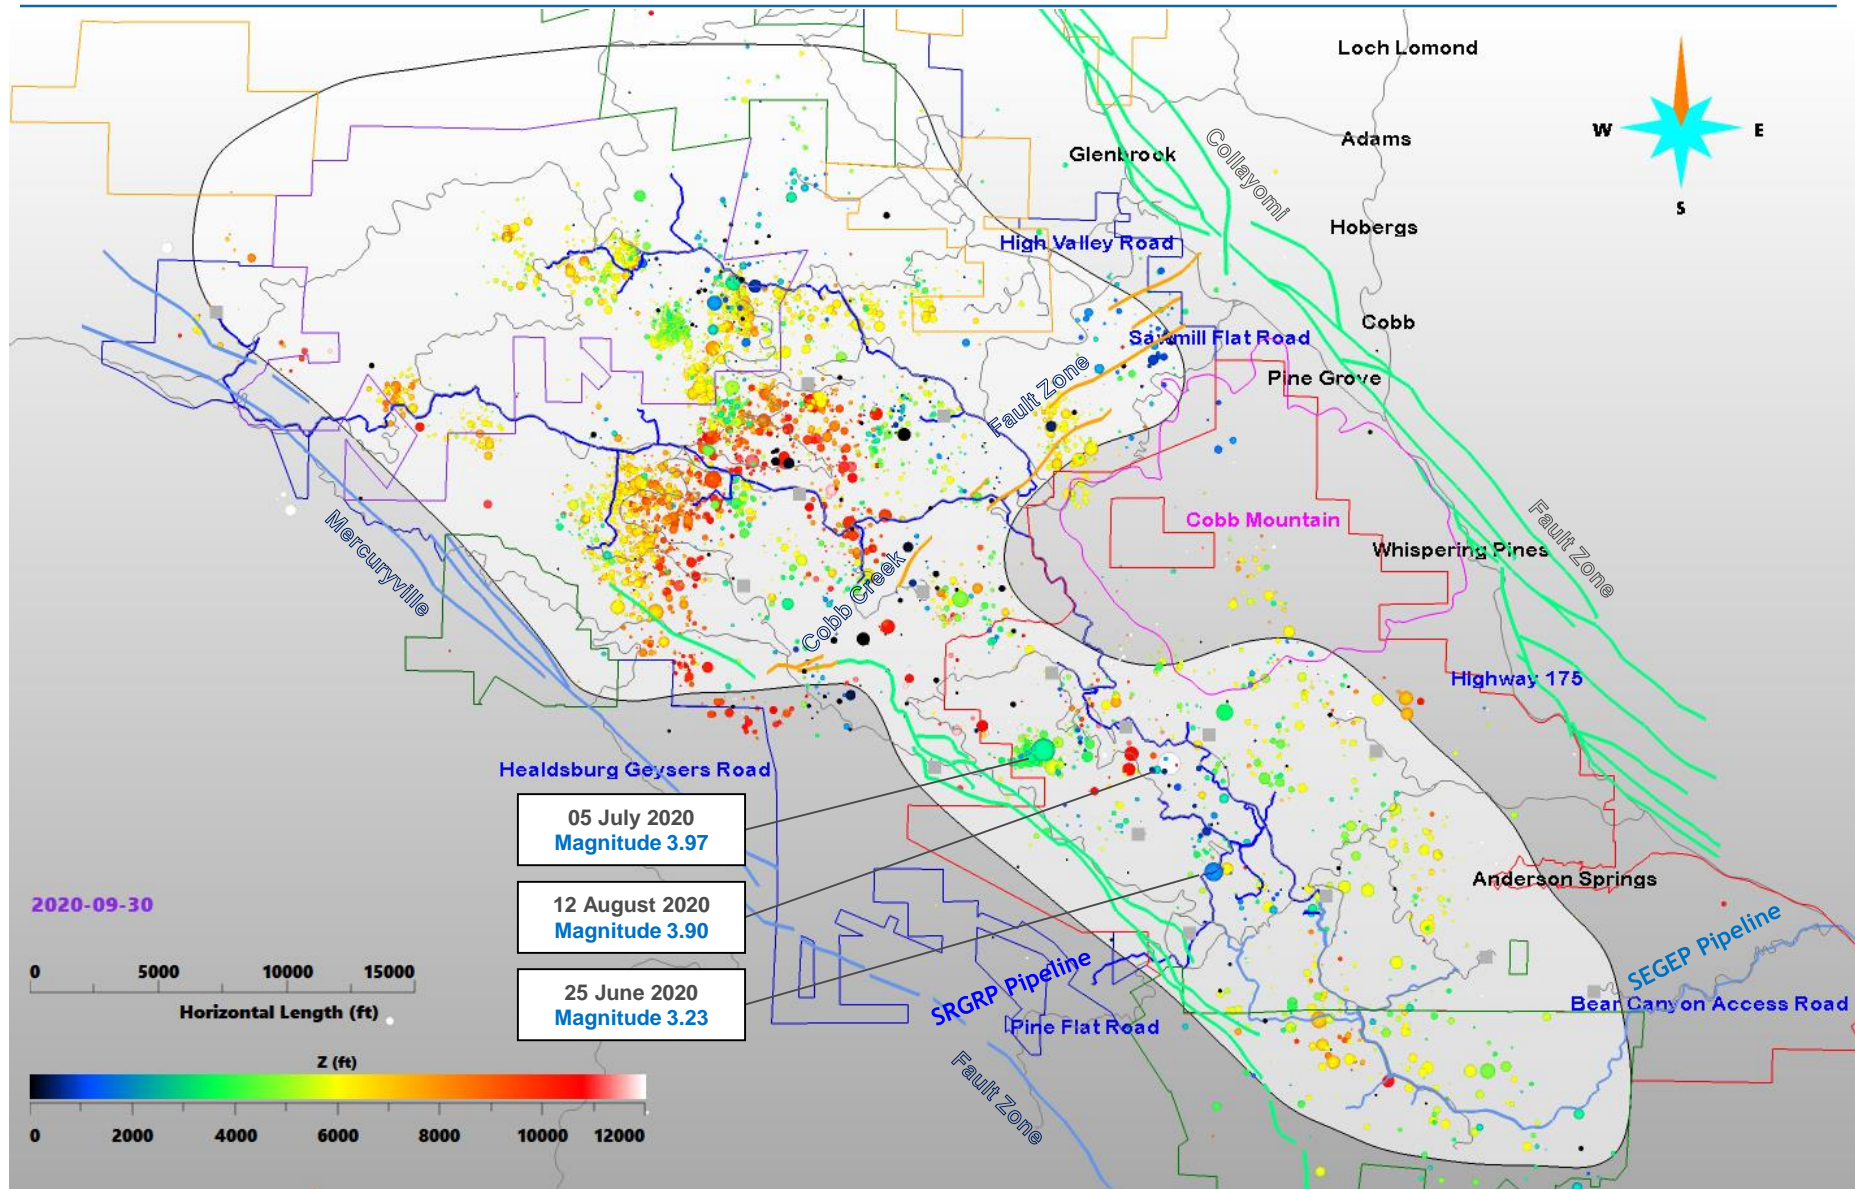 Loch Lomond
Adams
W
E
S
Glenbrook
Collayomi
Hobergs
High Valley Road
Cobb
Sawmill Flat Road
Pine Grove
Fault Zone
Cobb Mountain
Whispering Pines
Fault Zone
Mercuryville
Cobb Creek
Highway 175
Healdsburg Geysers Road
05 July 2020
Magnitude 3.97
12 August 2020
Magnitude 3.90
25 June 2020
Magnitude 3.23
Anderson Springs
SEGEP Pipeline
SRGRP Pipeline
Bear Canyon Access Road
Pine Flat Road
Fault Zone
2020-09-30
0 5000 10000 15000
Horizontal Length (ft)
Z (ft)
0 2000 4000 6000 8000 10000 12000